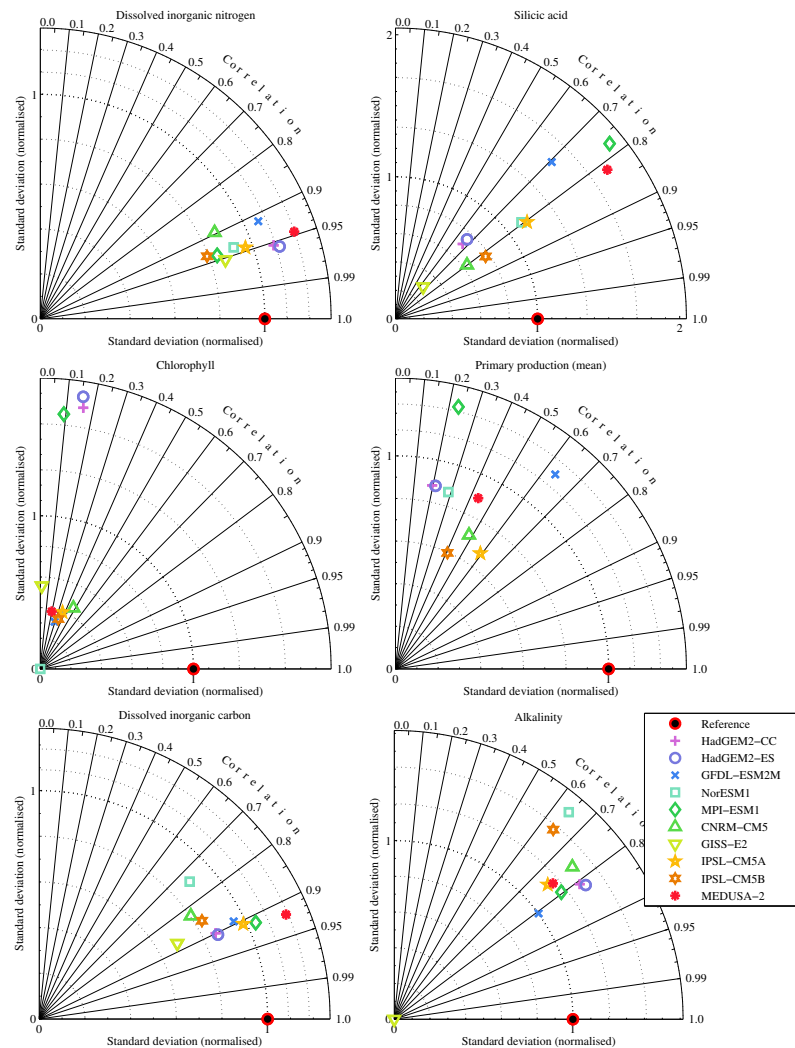 Dissolved inorganic nitrogen
0.0 0.1 0.2 0.3 0.4 0.5 0.6 0.7 0.8 0.9 0.95 0.99 1.0
Correlation
Standard deviation (normalised)
1
0
0 1
Standard deviation (normalised)
Silicic acid
0.0 0.1 0.2 0.3 0.4 0.5 0.6 0.7 0.8 0.9 0.95 0.99 1.0
Correlation
Standard deviation (normalised)
2
1
0
0 1 2
Standard deviation (normalised)
Chlorophyll
0.0 0.1 0.2 0.3 0.4 0.5 0.6 0.7 0.8 0.9 0.95 0.99 1.0
Correlation
Standard deviation (normalised)
1
0
0 1
Standard deviation (normalised)
Primary production (mean)
0.0 0.1 0.2 0.3 0.4 0.5 0.6 0.7 0.8 0.9 0.95 0.99 1.0
Correlation
Standard deviation (normalised)
1
0
0 1
Standard deviation (normalised)
Dissolved inorganic carbon
0.0 0.1 0.2 0.3 0.4 0.5 0.6 0.7 0.8 0.9 0.95 0.99 1.0
Correlation
Standard deviation (normalised)
1
0
0 1
Standard deviation (normalised)
Alkalinity
0.0 0.1 0.2 0.3 0.4 0.5 0.6 0.7 0.8 0.95 0.99 1.0
Correlation
Standard deviation (normalised)
1
0
0 1
Standard deviation (normalised)
Reference
HadGEM2-CC
HadGEM2-ES
GFDL-ESM2M
NorESM1
MPI-ESM1
CNRM-CM5
GISS-E2
IPSL-CM5A
IPSL-CM5B
MEDUSA-2